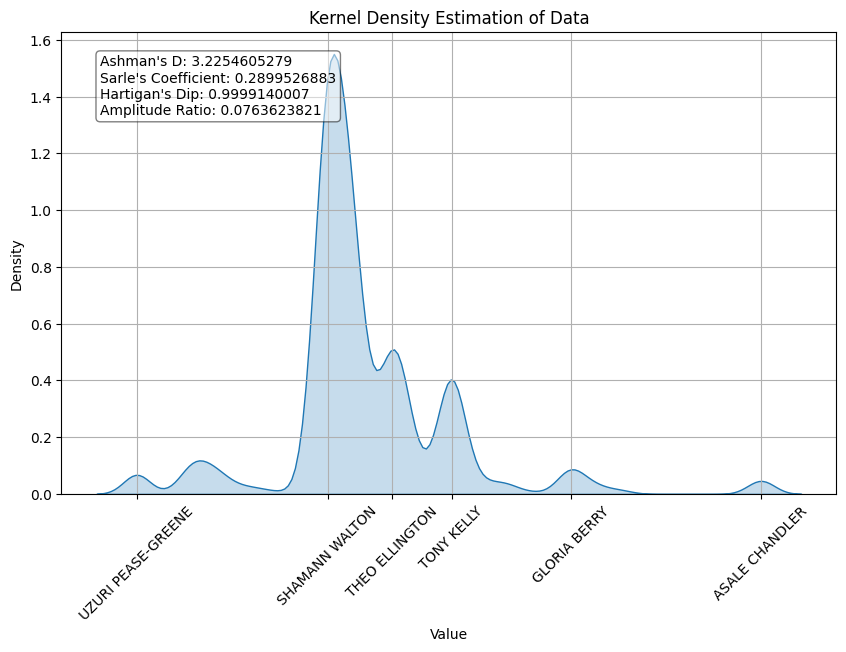 Kernel Density Estimation of Data
Ashman's D: 3.2254605279
Sarle's Coefficient: 0.2899526883
Hartigan's Dip: 0.9999140007
Amplitude Ratio: 0.0763623821
1.6
1.4
1.2
1.0
0.8
0.6
0.4
0.2
0.0
Density
UZURI PEASE-GREENE
SHAMANN WALTON
THEO ELLINGTON
TONY KELLY
GLORIA BERRY
ASALE CHANDLER
Value